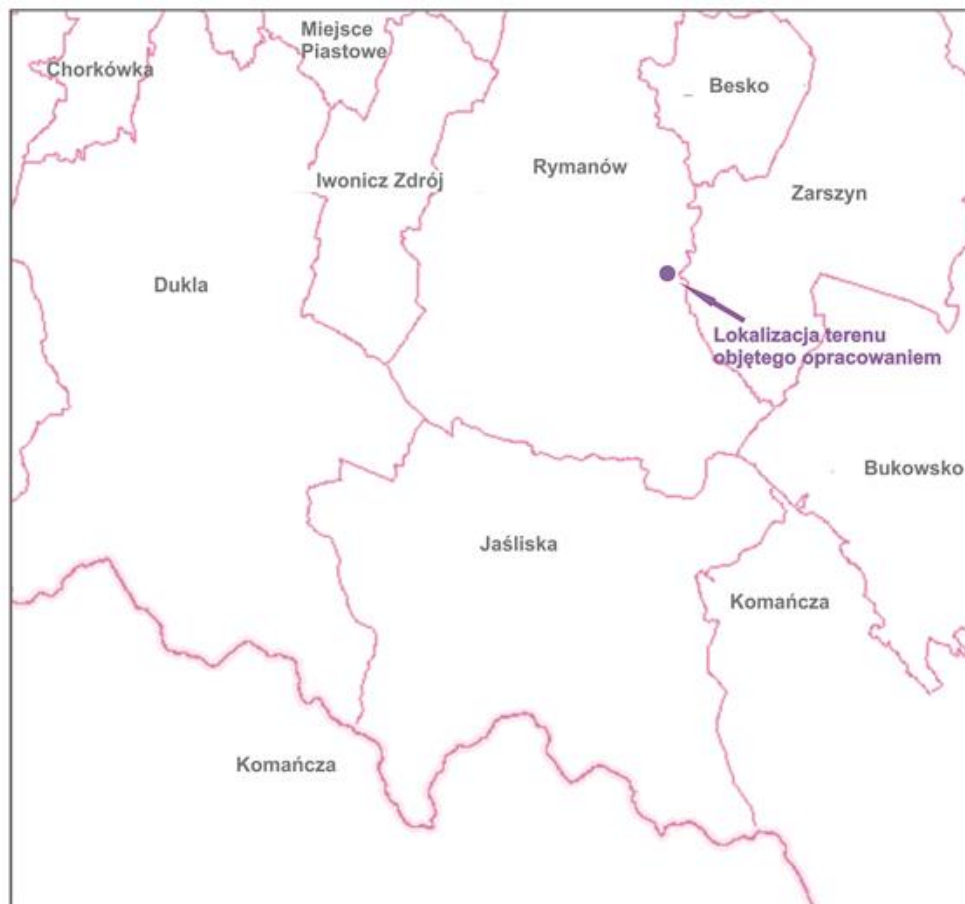 Miejsce
Piastowe
Chorkówka
Besko
Rymanów
Iwonicz Zdrój
Zarszyn
Dukla
Lokalizacja terenu
objętego opracowaniem
Bukowsko
Jaśliska
Komańcza
Komańcza